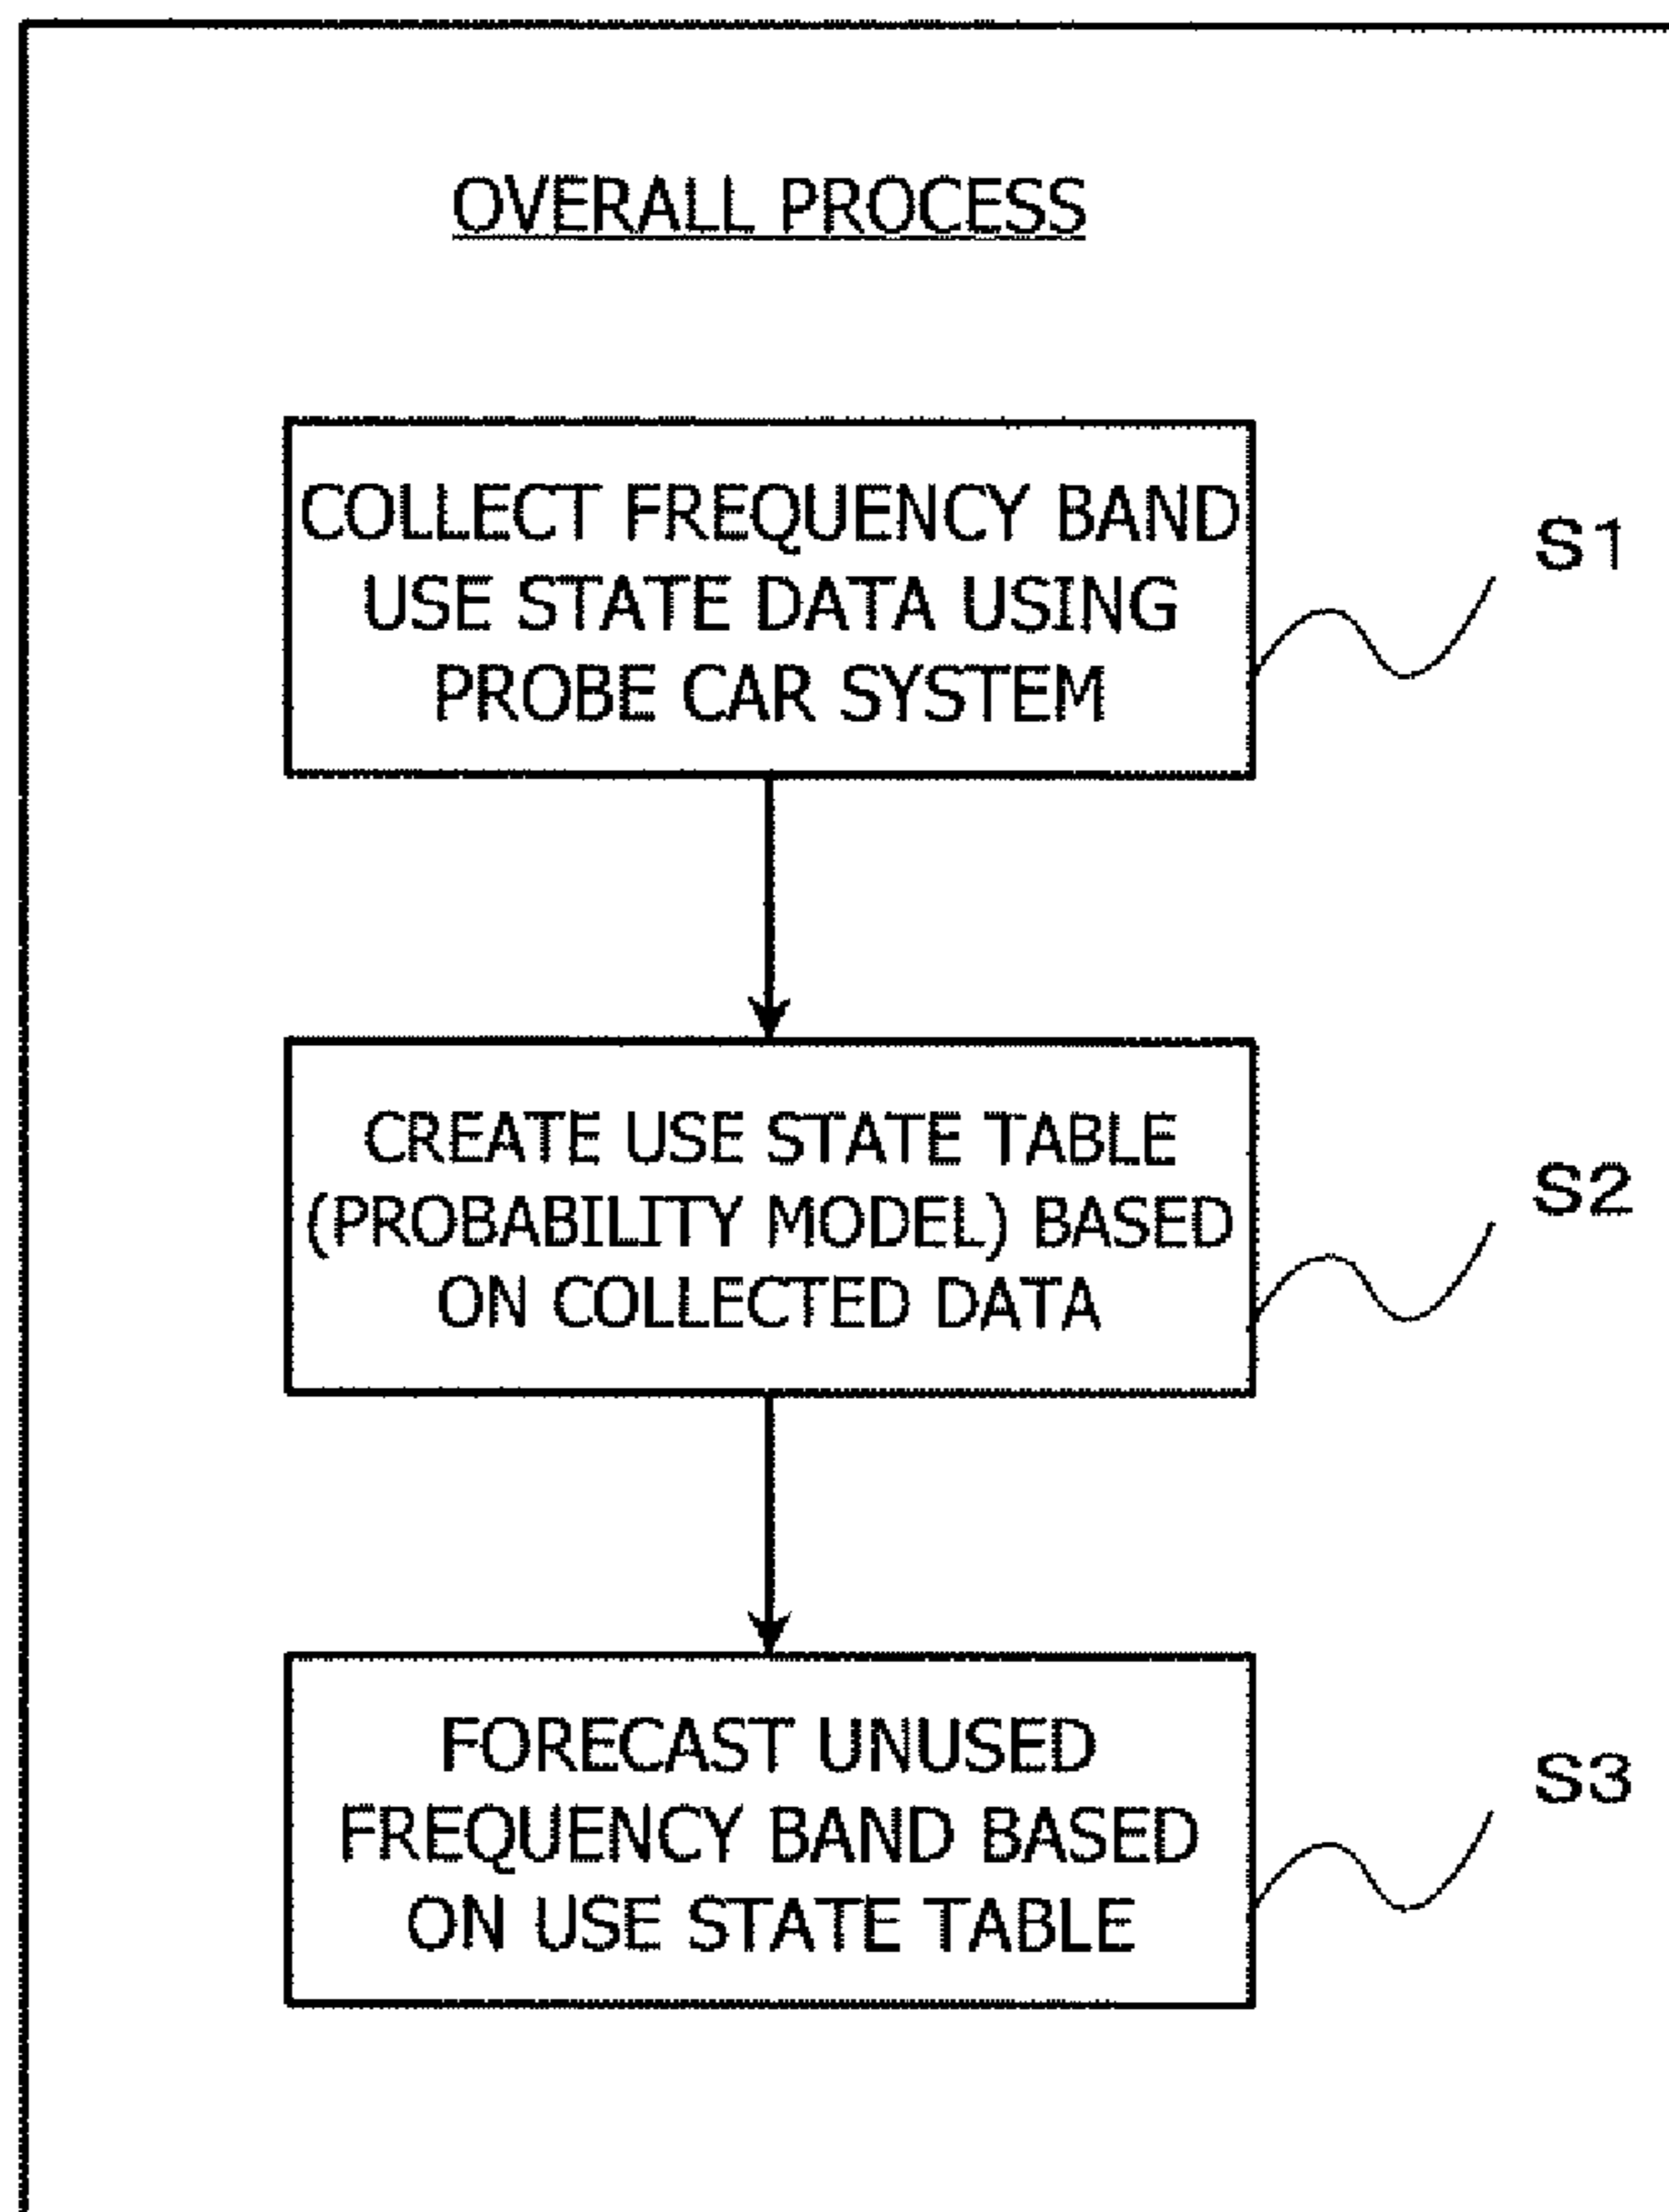 OVERALL PROCESS
COLLECT FREQUENCY BAND
USE STATE DATA USING
PROBE CAR SYSTEM
S1
CREATE USE STATE TABLE
(PROBABILITY MODEL) BASED
ON COLLECTED DATA
S2
FORECAST UNUSED
FREQUENCY BAND BASED
ON USE STATE TABLE
S3